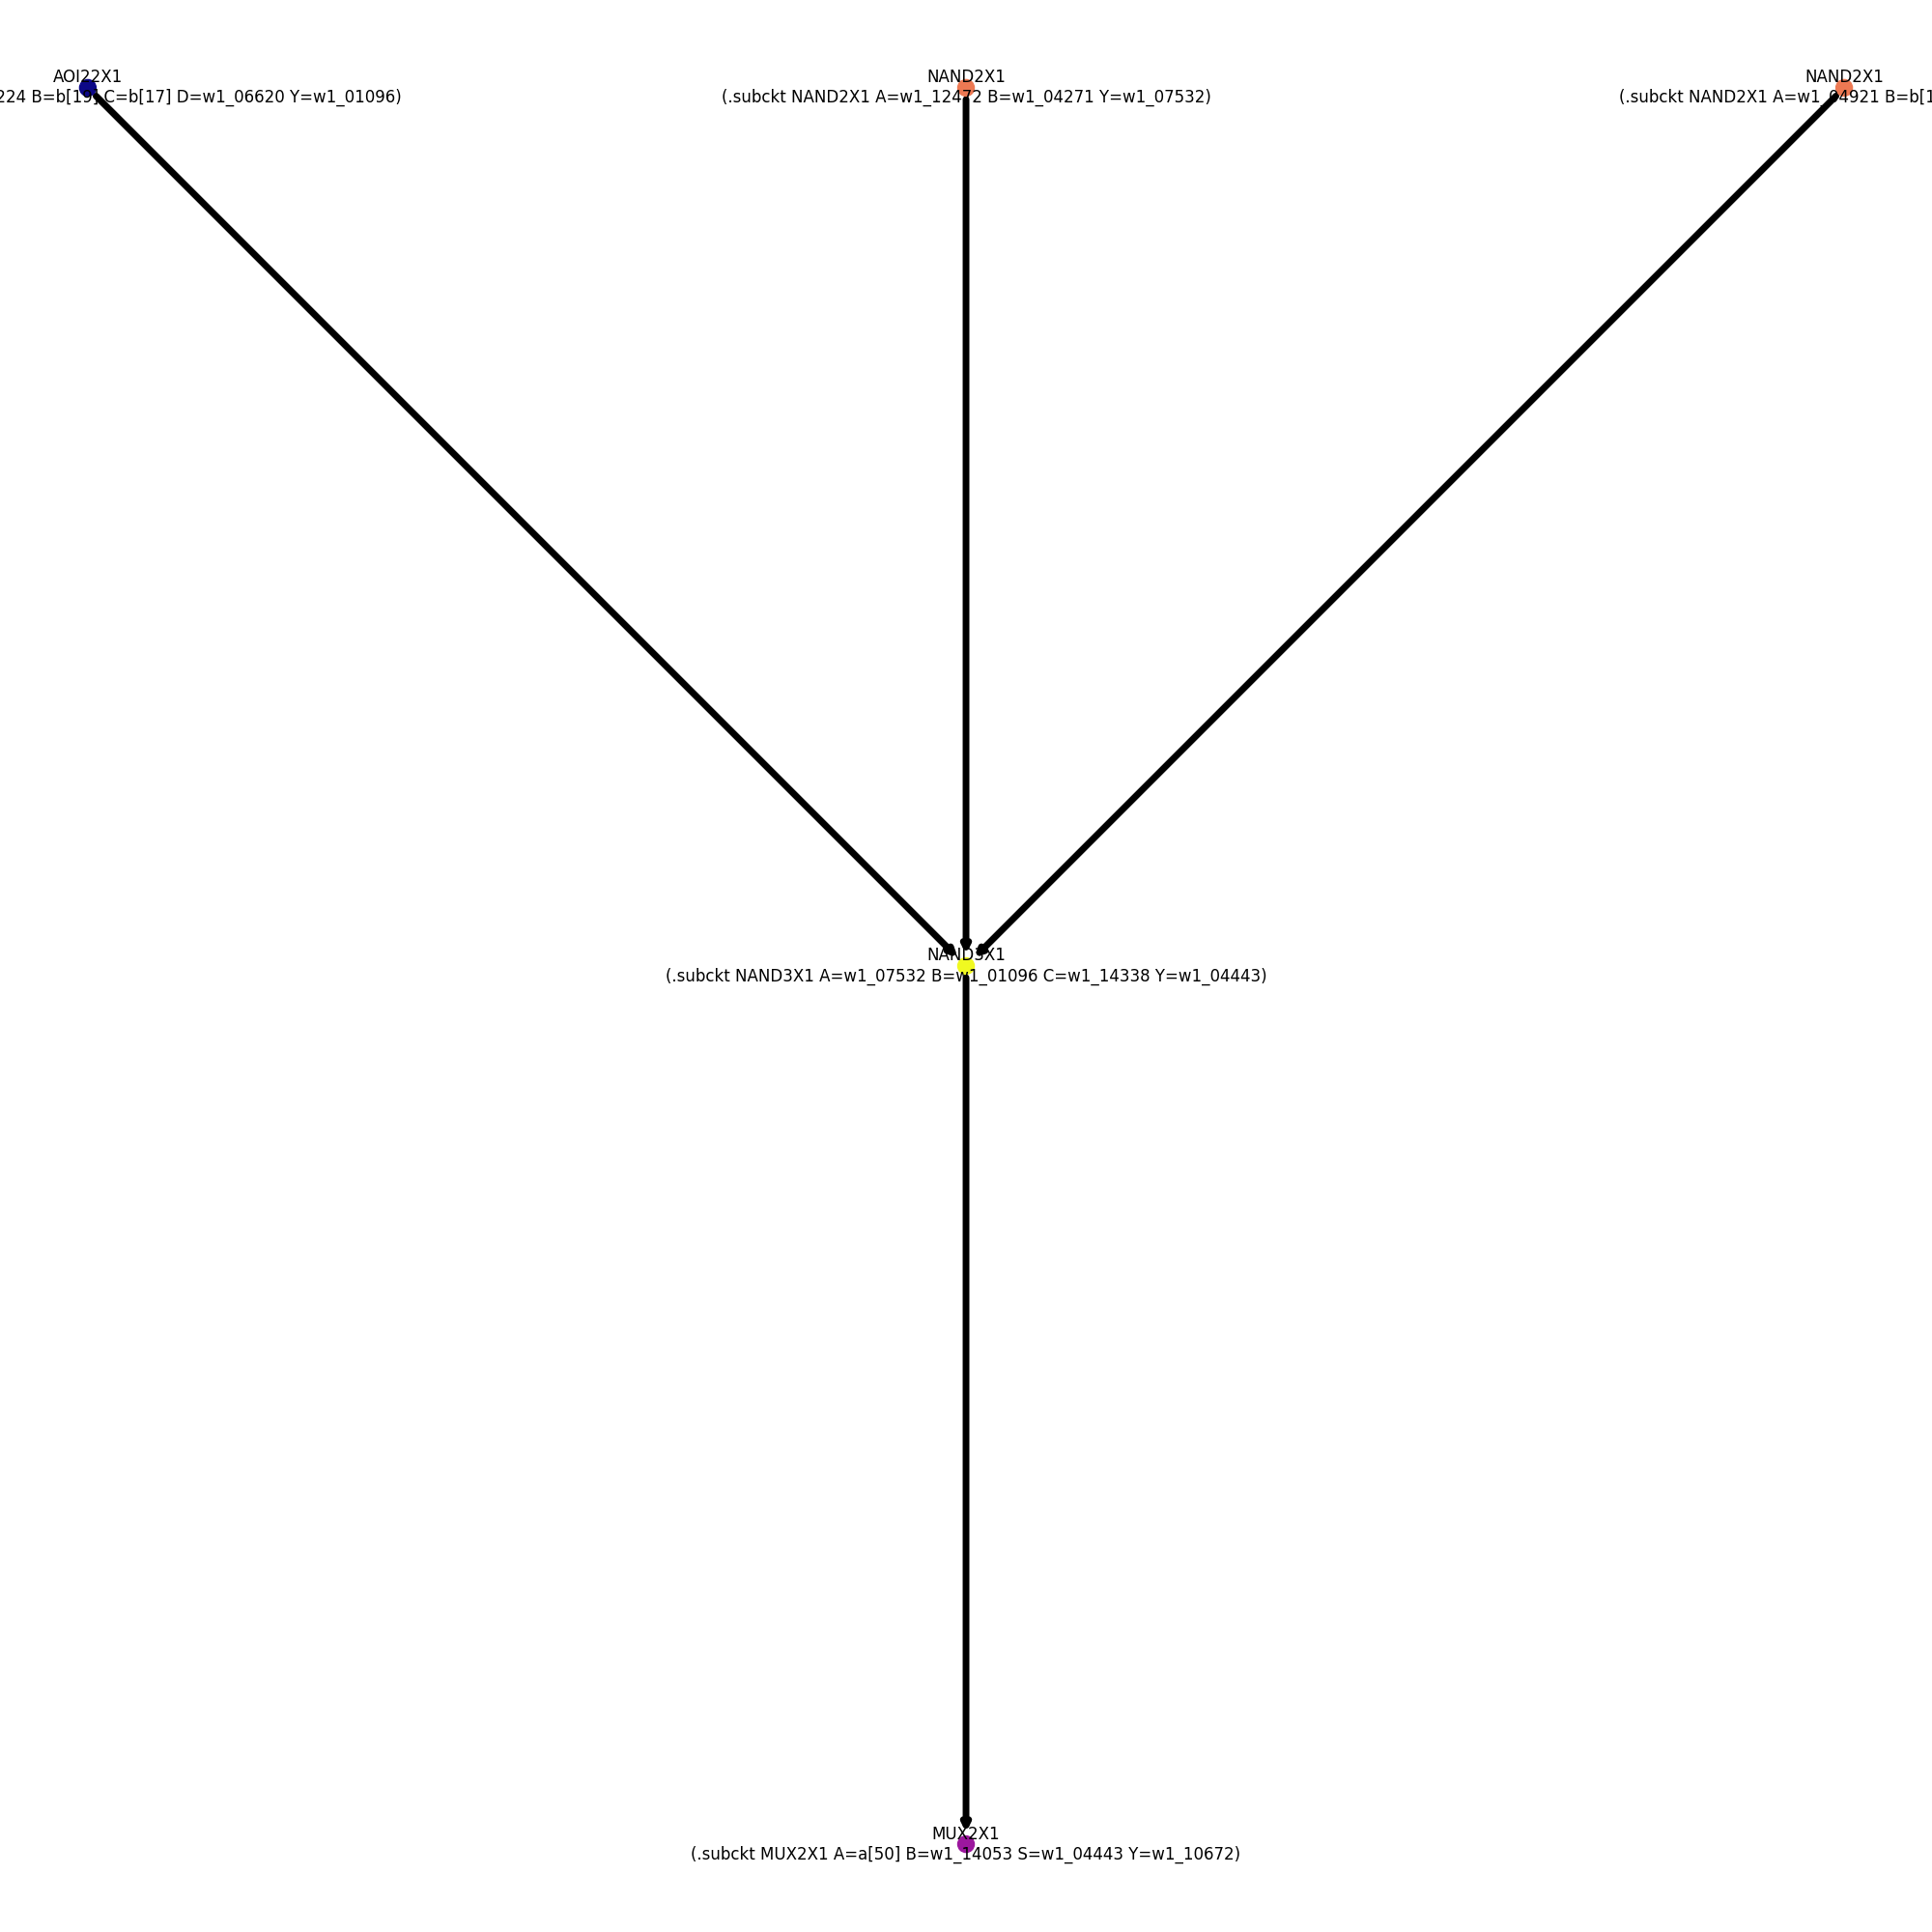 AOI22X1
224 B=b[19] C=b[17] D=w1_06620 Y=w1_01096)
NAND2X1
(.subckt NAND2X1 A=w1_12472 B=w1_04271 Y=w1_07532)
NAND2X1
(.subckt NAND2X1 A=w1_04921 B=b[1
NAND3X1
(.subckt NAND3X1 A=w1_07532 B=w1_01096 C=w1_14338 Y=w1_04443)
MUX2X1
(.subckt MUX2X1 A=a[50] B=w1_14053 S=w1_04443 Y=w1_10672)